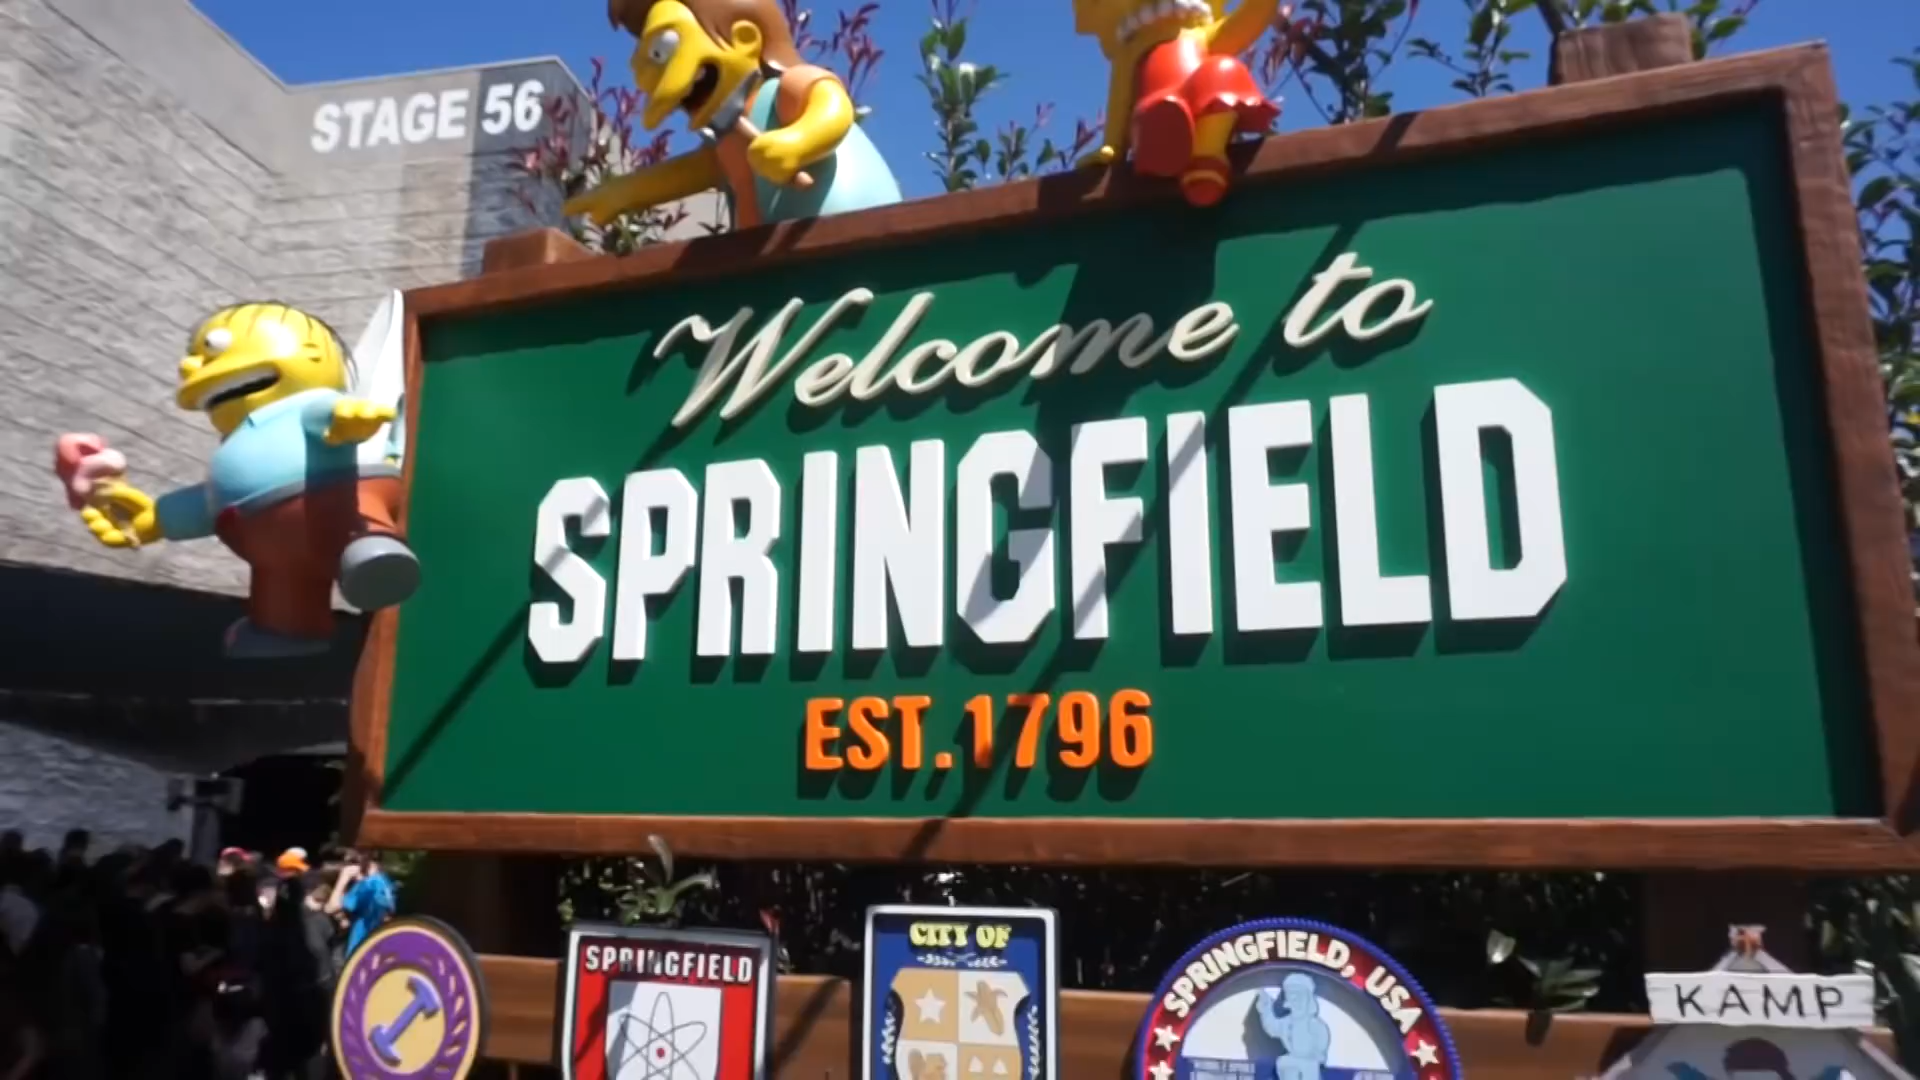 STAGE 56
Welcome to
SPRINGFIELD
EST.1796
SPRINGFIELD
CITY OF
SPRINGFIELD, USA
KAMP